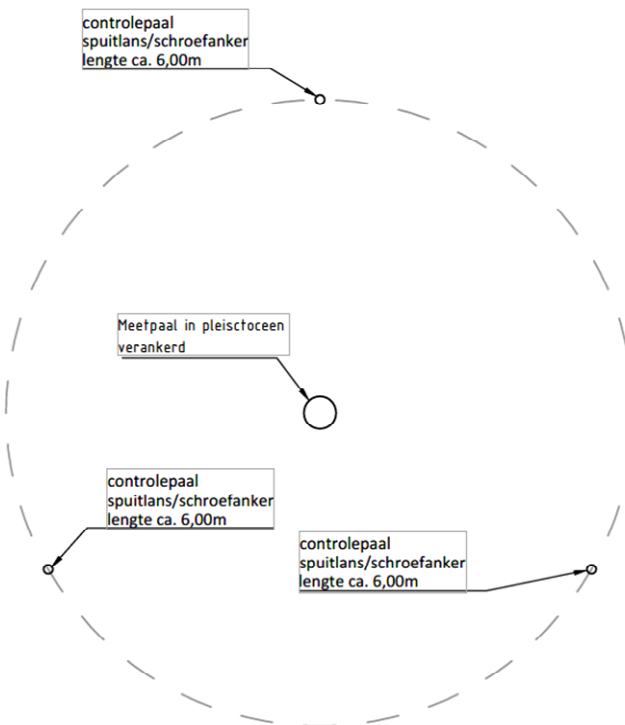 controlepaal
spuitlans/schroefanker
lengte ca. 6,00m
Meetpaal in pleisctoceen
verankerd
controlepaal
spuitlans/schroefanker
lengte ca. 6,00m
controlepaal
spuitlans/schroefanker
lengte ca. 6,00m